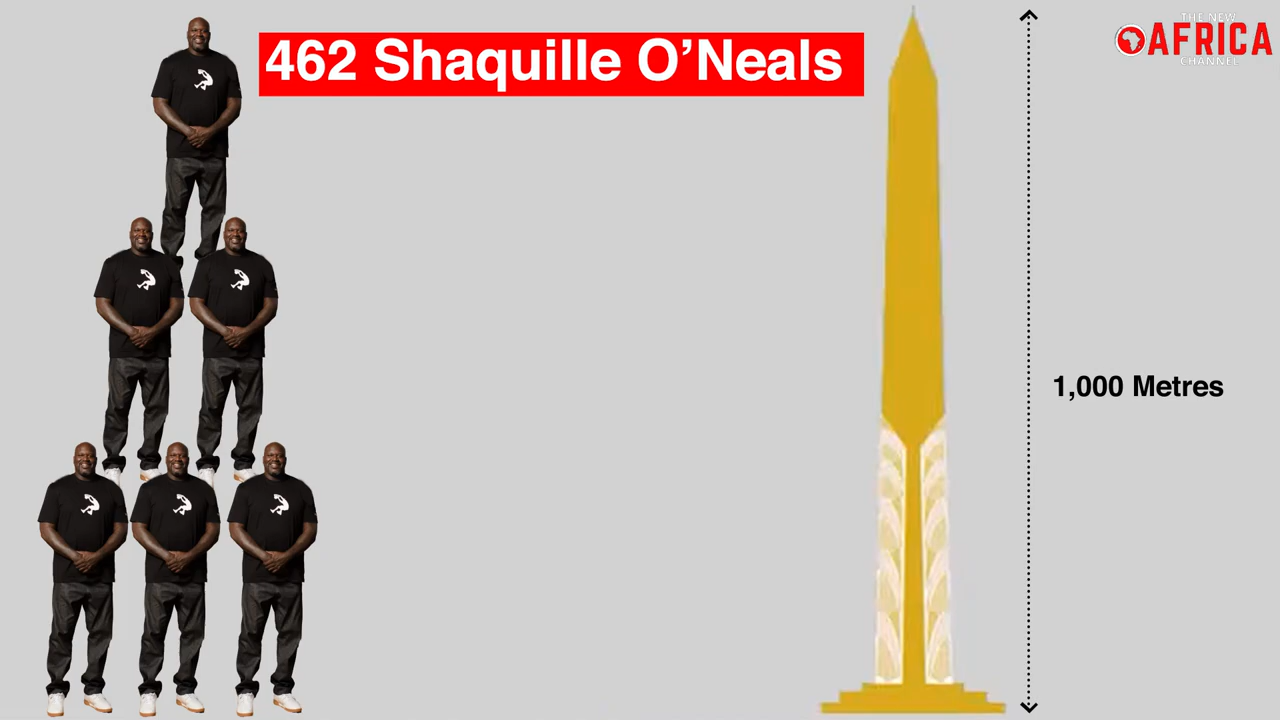 462 Shaquille O’Neals
THE NEW
AFRICA
CHANNEL
1,000 Metres